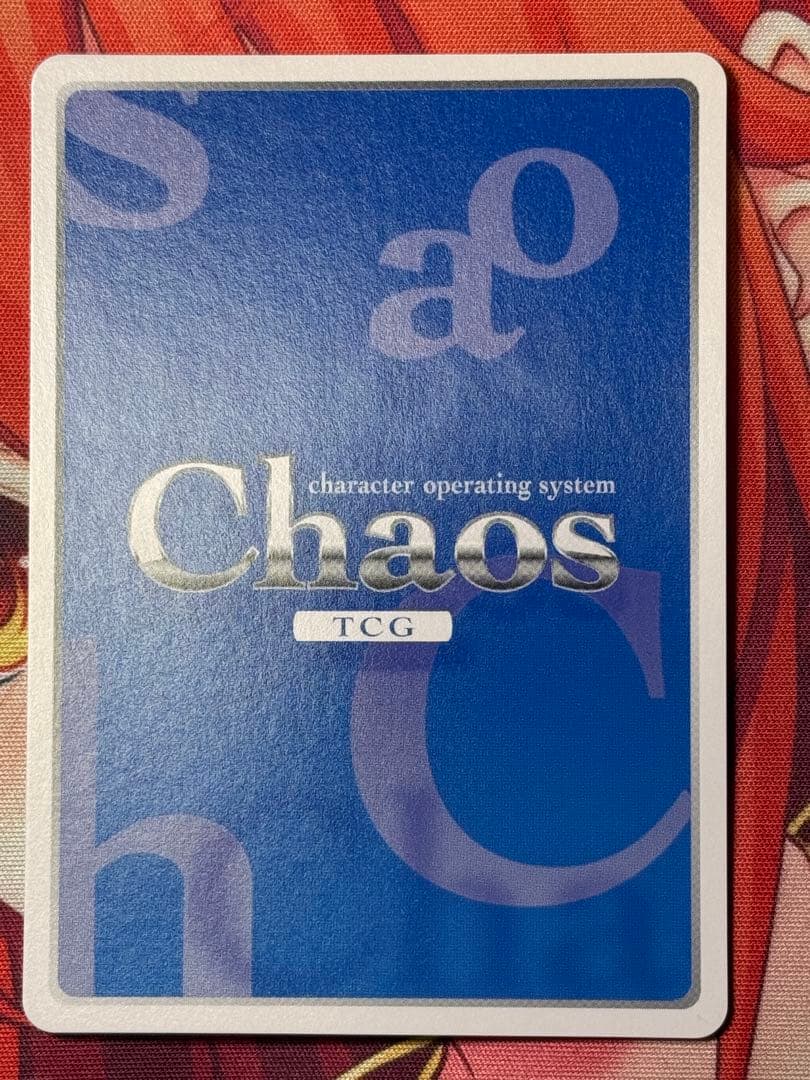 s
o
a
character operating system
Chaos
TCG
C
h